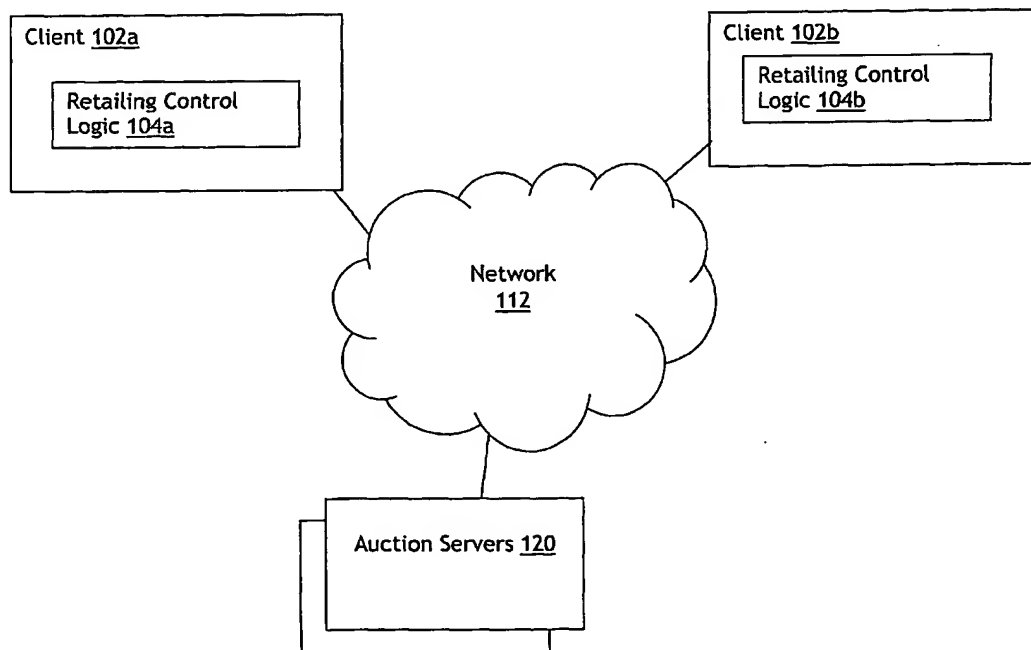 Client 102a
Retailing Control
Logic 104a
Client 102b
Retailing Control
Logic 104b
Network
112
Auction Servers 120